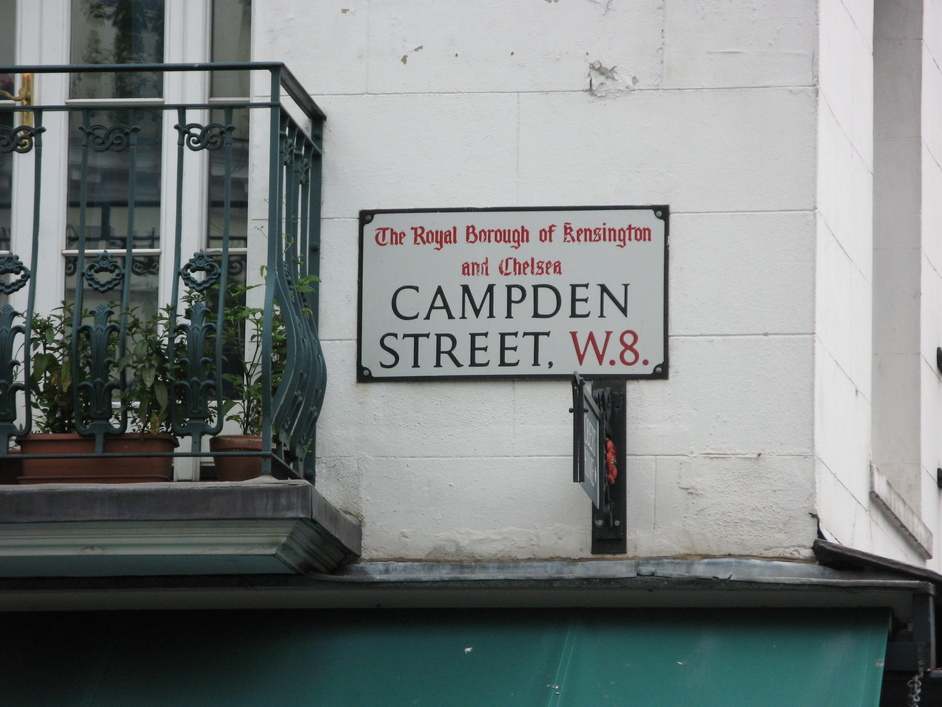 The Royal Borough of Kensington
and Chelsea
CAMPDEN
STREET, W.8.